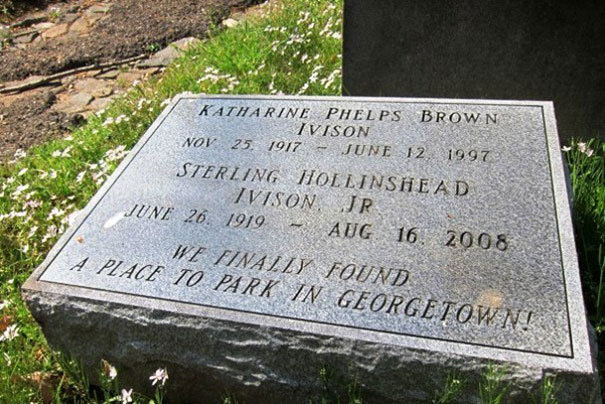 KATHARINE PHELPS BROWN
IVISON
NOV 25, 1917 – JUNE 12, 1997
STERLING HOLLINSHEAD
IVISON, JR
JUNE 26, 1919 – AUG 16, 2008
WE FINALLY FOUND
A PLACE TO PARK IN GEORGETOWN!